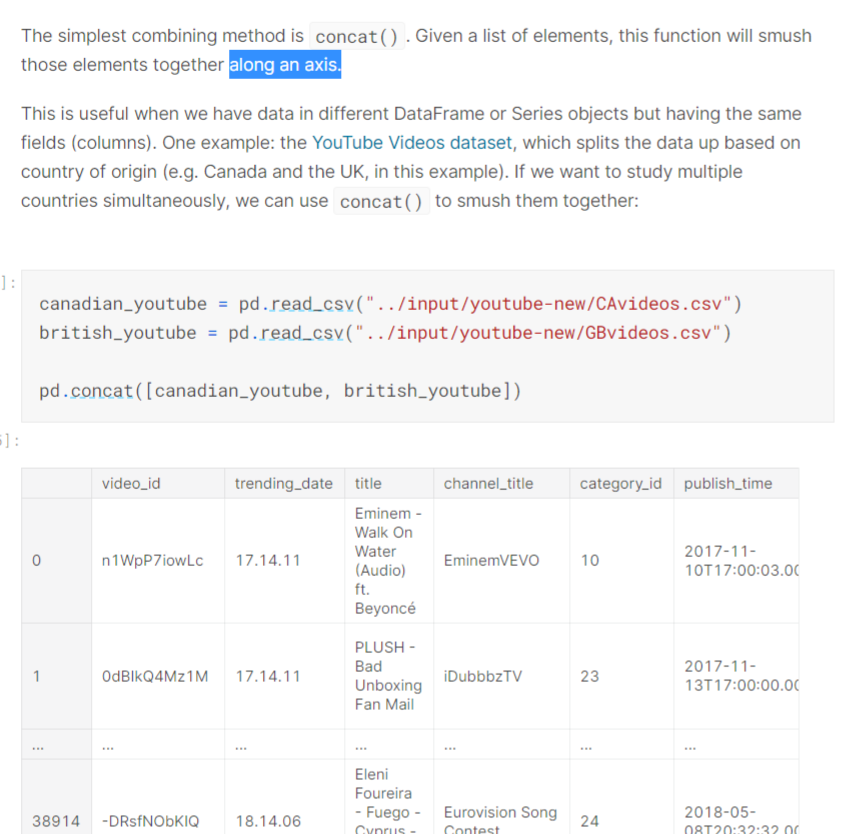 The simplest combining method is concat() . Given a list of elements, this function will smush
those elements together along an axis.
This is useful when we have data in different DataFrame or Series objects but having the same
fields (columns). One example: the YouTube Videos dataset, which splits the data up based on
country of origin (e.g. Canada and the UK, in this example). If we want to study multiple
countries simultaneously, we can use concat() to smush them together:
]:
canadian_youtube = pd.read_csv("../input/youtube-new/CAvideos.csv")
british_youtube = pd.read_csv("../input/youtube-new/GBvideos.csv")
pd.concat([canadian_youtube, british_youtube])
]:
video_id trending_date title channel_title category_id publish_time
0 n1WpP7iowLc 17.14.11 Eminem - Walk On Water (Audio) ft. Beyoncé EminemVEVO 10 2017-11-10T17:00:03.00
1 0dBIkQ4Mz1M 17.14.11 PLUSH - Bad Unboxing Fan Mail iDubbbzTV 23 2017-11-13T17:00:00.00
... ... ... ... ... ... ...
38914 -DRsfNObKIQ 18.14.06 Eleni Foureira - Fuego - Cyprus - Eurovision Song Contest 24 2018-05-08T20:32:32.00